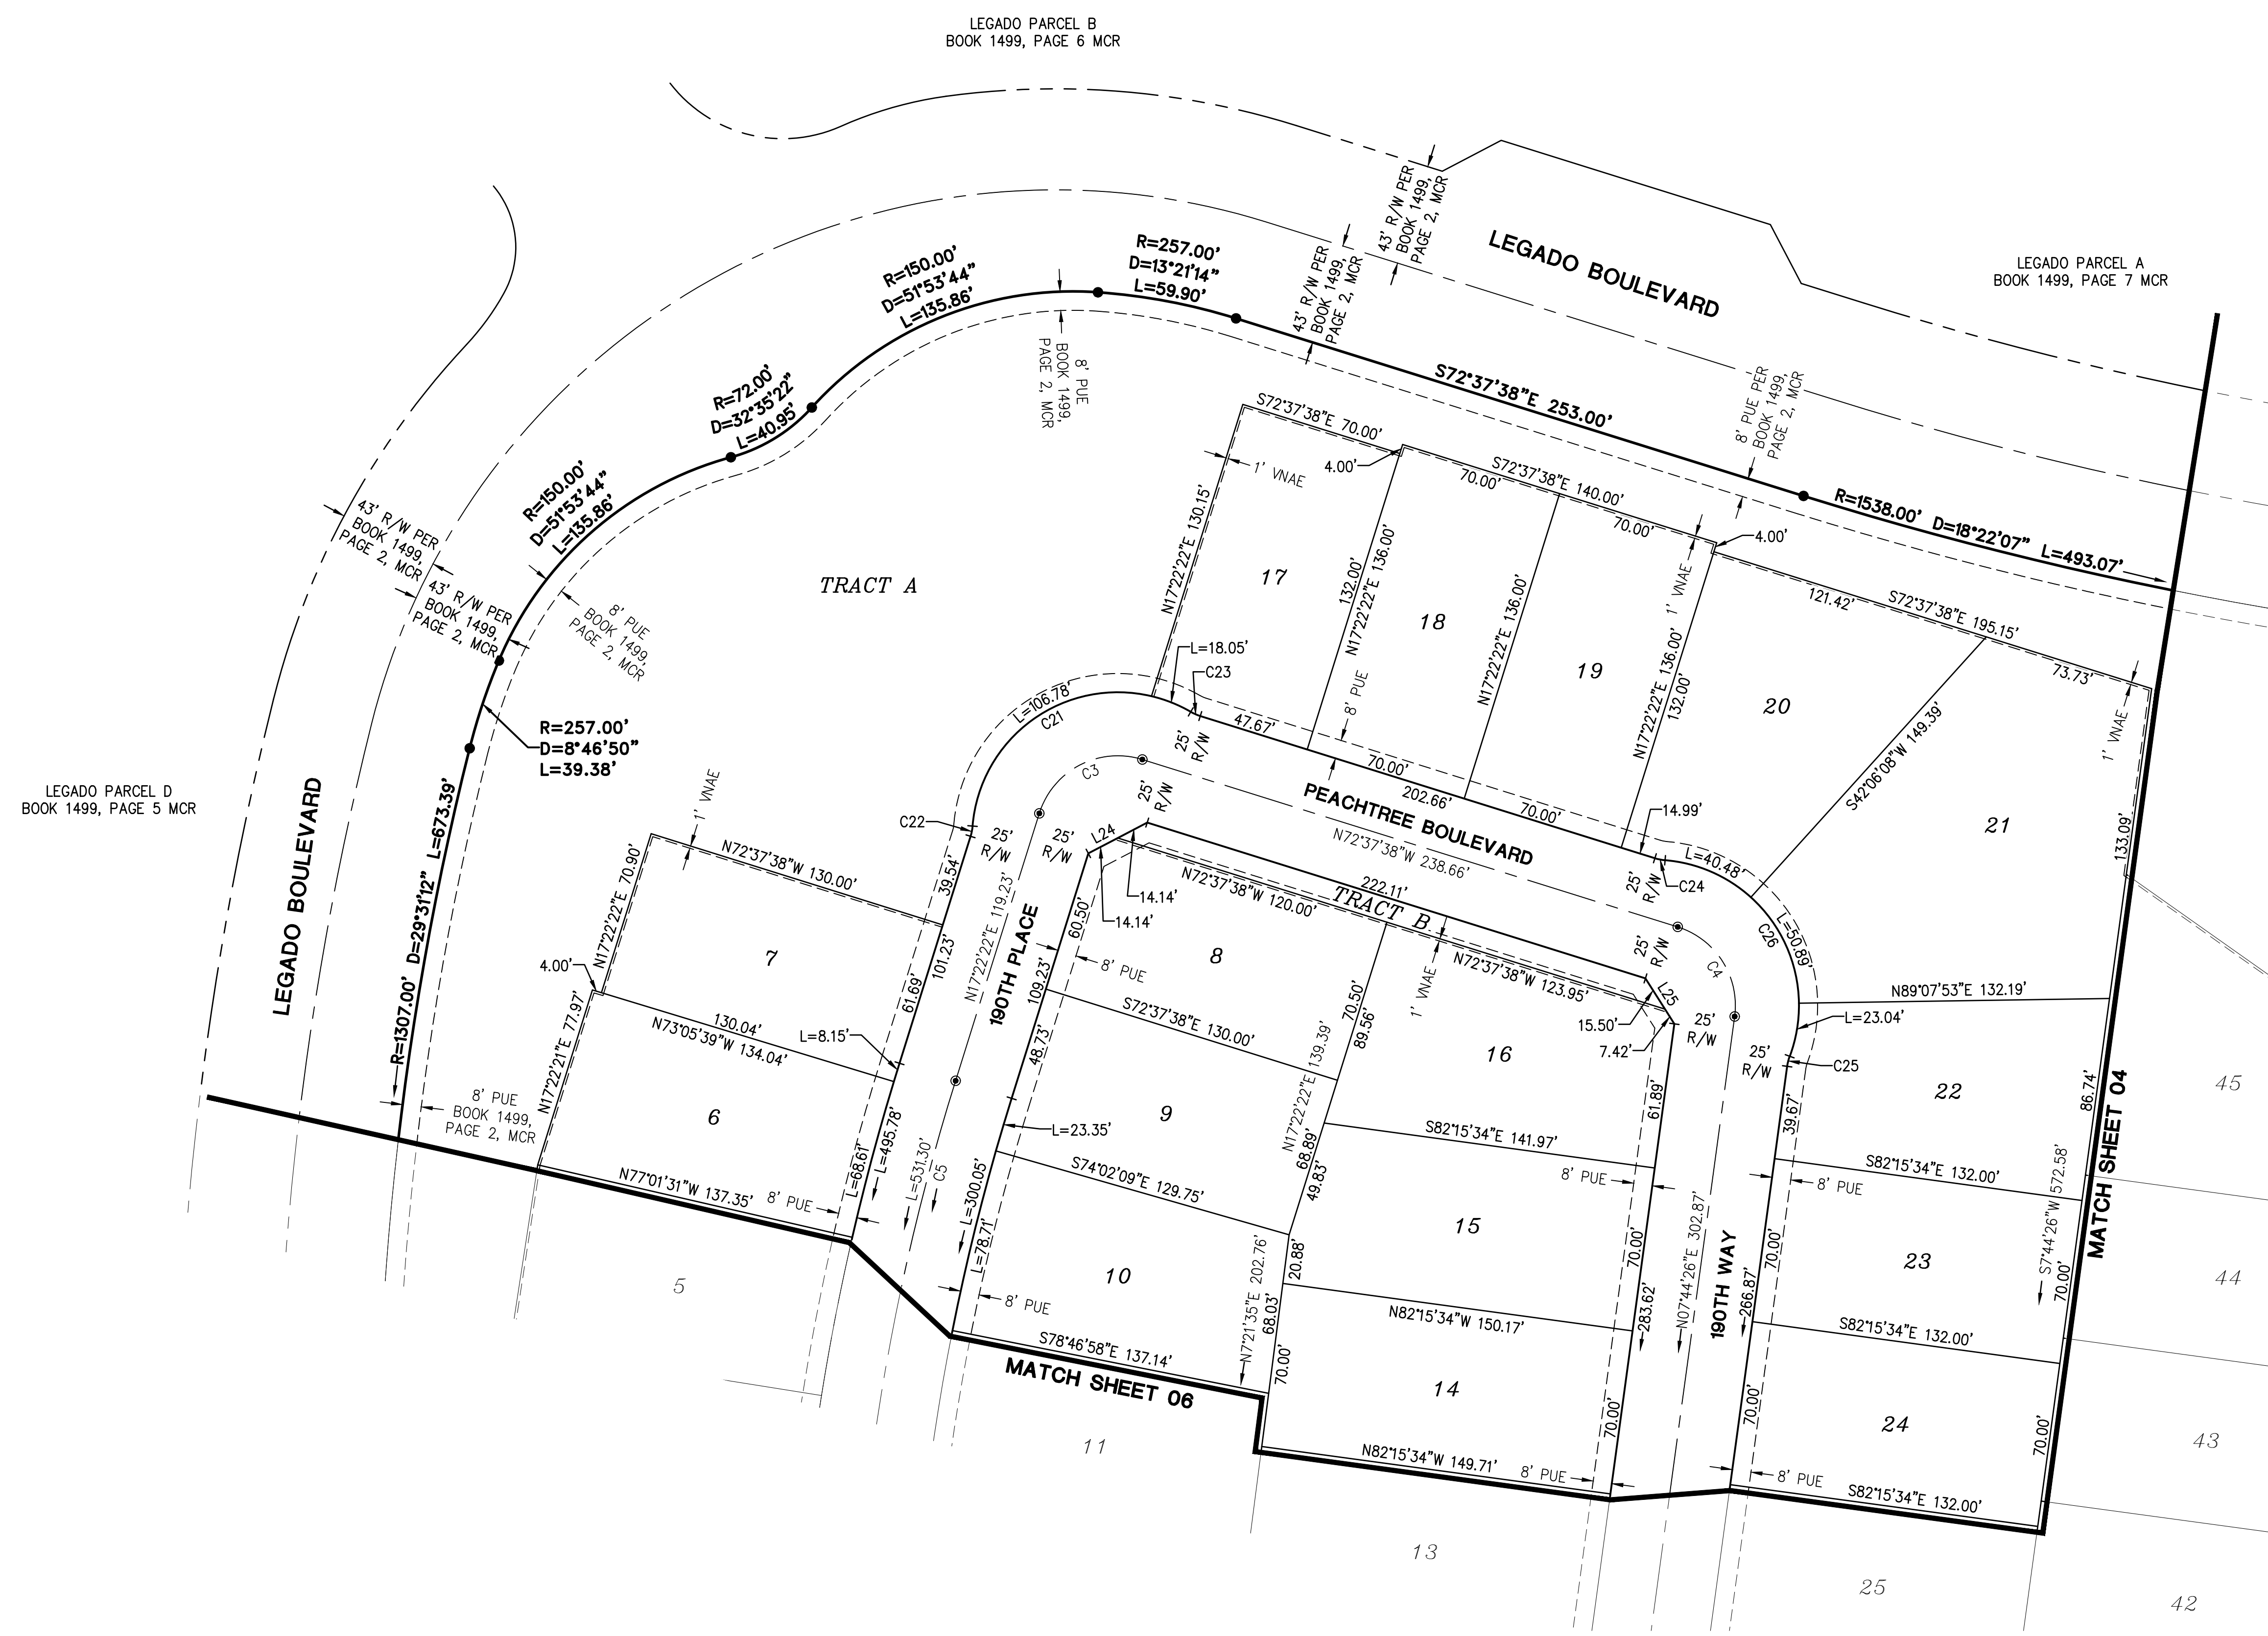 LEGADO PARCEL B
BOOK 1499, PAGE 6 MCR
LEGADO PARCEL A
BOOK 1499, PAGE 7 MCR
LEGADO PARCEL D
BOOK 1499, PAGE 5 MCR
LEGADO BOULEVARD
43' R/W PER
BOOK 1499,
PAGE 2, MCR
43' R/W PER
BOOK 1499,
PAGE 2, MCR
R=257.00'
D=13°21'14"
L=59.90'
R=150.00'
D=51°53'44"
L=135.86'
R=72.00'
D=32°35'22"
L=40.95'
R=150.00'
D=51°53'44"
L=135.86'
8' PUE
BOOK 1499,
PAGE 2, MCR
S72°37'38"E 253.00'
8' PUE PER
BOOK 1499,
PAGE 2, MCR
R=1538.00' D=18°22'07" L=493.07'
43' R/W PER
BOOK 1499,
PAGE 2, MCR
43' R/W PER
BOOK 1499,
PAGE 2, MCR
8' PUE
BOOK 1499,
PAGE 2, MCR
R=257.00'
D=8°46'50"
L=39.38'
LEGADO BOULEVARD
R=1307.00' D=29°31'12" L=673.39'
8' PUE
BOOK 1499,
PAGE 2, MCR
TRACT A
S72°37'38"E 70.00'
1' VNAE
4.00'
N17°22'22"E 130.15'
17
132.00'
N17°22'22"E 136.00'
S72°37'38"E 140.00'
70.00'
70.00'
18
N17°22'22"E 136.00'
19
1' VNAE
N17°22'22"E 136.00'
132.00'
4.00'
121.42'
S72°37'38"E 195.15'
73.73'
20
S42°06'08"W 149.39'
21
1' VNAE
133.09'
L=18.05'
C23
L=106.78'
C21
C22
C3
47.67'
8' PUE
25'
R/W
25'
R/W
70.00'
202.66'
70.00'
14.99'
PEACHTREE BOULEVARD
N72°37'38"W 238.66'
L=40.48'
C24
25'
R/W
L=50.89'
C26
25'
R/W
C4
L25
222.11'
TRACT B
L24
25'
R/W
25'
R/W
14.14'
14.14'
N72°37'38"W 120.00'
N72°37'38"W 123.95'
1' VNAE
15.50'
7.42'
25'
R/W
25'
R/W
N89°07'53"E 132.19'
L=23.04'
C25
1' VNAE
N72°37'38"W 130.00'
N17°22'22"E 70.90'
7
4.00'
N17°22'21"E 77.97'
130.04'
N73°05'39"W 134.04'
6
N77°01'31"W 137.35'
39.54'
101.23'
61.69'
L=8.15'
L=68.61'
L=495.78'
8' PUE
190TH PLACE
N17°22'22"E 119.23'
L=531.30'
C5
60.50'
109.23'
48.73'
8' PUE
8
S72°37'38"E 130.00'
L=23.35'
9
S74°02'09"E 129.75'
L=300.05'
L=78.71'
10
8' PUE
S78°46'58"E 137.14'
MATCH SHEET 06
70.50'
89.56'
N17°22'22"E 139.39'
68.89'
49.83'
20.88'
68.03'
N7°21'35"E 202.76'
70.00'
16
61.89'
S82°15'34"E 141.97'
8' PUE
15
70.00'
283.62'
N82°15'34"W 150.17'
14
70.00'
N82°15'34"W 149.71'
8' PUE
190TH WAY
N07°44'26"E 302.87'
39.67'
22
86.74'
S82°15'34"E 132.00'
8' PUE
70.00'
266.87'
23
S7°44'26"W 572.58'
70.00'
S82°15'34"E 132.00'
24
70.00'
70.00'
8' PUE
S82°15'34"E 132.00'
MATCH SHEET 04
45
44
43
42
25
13
11
5